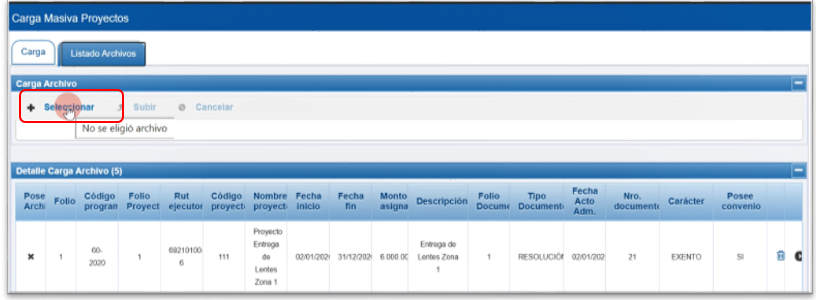 Carga Masiva Proyectos
Carga Listado Archivos
Carga Archivo
Seleccionar Subir Cancelar
No se eligió archivo
Detalle Carga Archivo (5)
Pose Archi Folio Código program Folio Proyect Rut ejecutor Código proyect Nombre proyect Fecha inicio Fecha fin Monto asigna Descripción Folio Docume Tipo Document Fecha Acto Adm. Nro. documento Carácter Posee convenio
1 60-2020 1 69210100-6 111 Proyecto Entrega de Lentes Zona 1 02/01/202 31/12/202 6.000.00 Entrega de Lentes Zona 1 1 RESOLUCIÓN 02/01/202 21 EXENTO SI